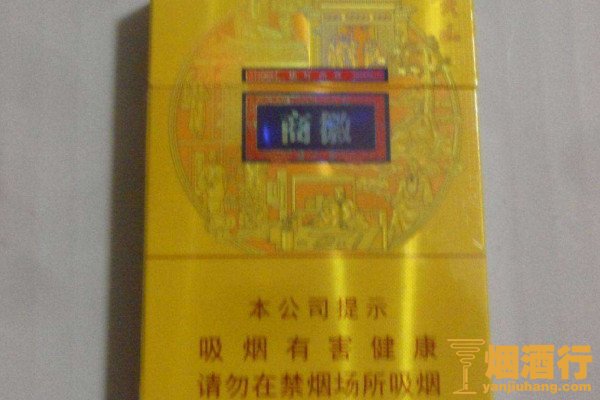 徽商
本公司提示
吸烟有害健康
请勿在禁烟场所吸烟
烟酒行
yanjiuhang.com